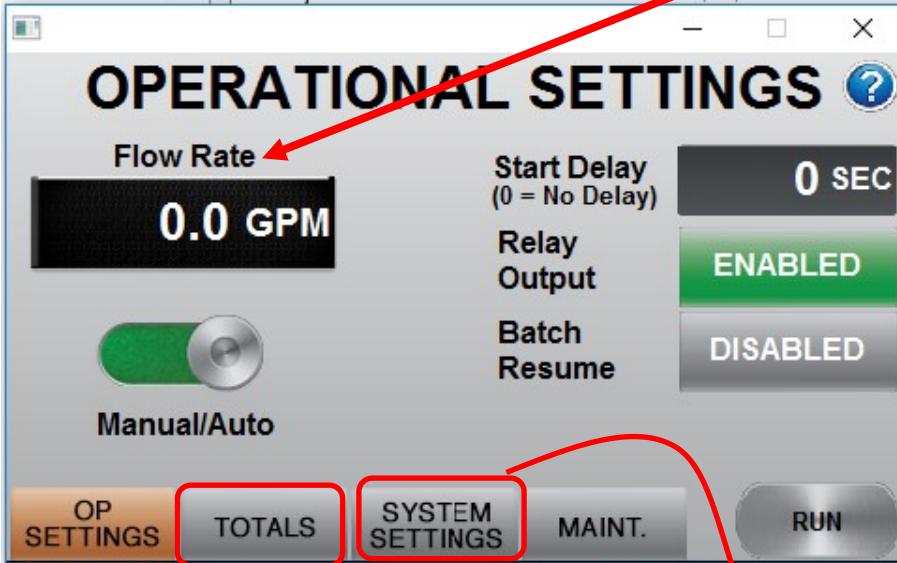 OPERATIONAL SETTINGS ?
Flow Rate
0.0 GPM
Manual/Auto
Start Delay
(0 = No Delay)
0 SEC
Relay
Output
ENABLED
Batch
Resume
DISABLED
OP
SETTINGS
TOTALS
SYSTEM
SETTINGS
MAINT.
RUN